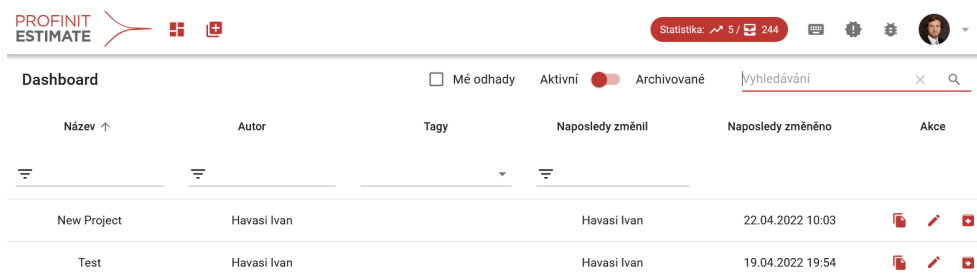 PROFINIT
ESTIMATE
Statistika: 5 / 244
Dashboard Mé odhady Aktivní Archivované Vyhledávání
Název Autor Tagy Naposledy změnil Naposledy změněno Akce
New Project Havasi Ivan Havasi Ivan 22.04.2022 10:03
Test Havasi Ivan Havasi Ivan 19.04.2022 19:54